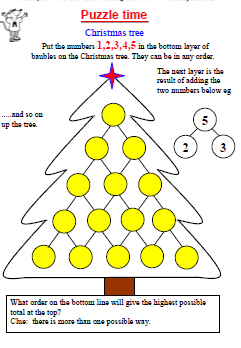 Puzzle time
Christmas tree
Put the numbers 1,2,3,4,5 in the bottom layer of
baubles on the Christmas tree. They can be in any order.
The next layer is the
result of adding the
two numbers below eg
.....and so on
up the tree.
5
2 3
What order on the bottom line will give the highest possible
total at the top?
Clue: there is more than one possible way.